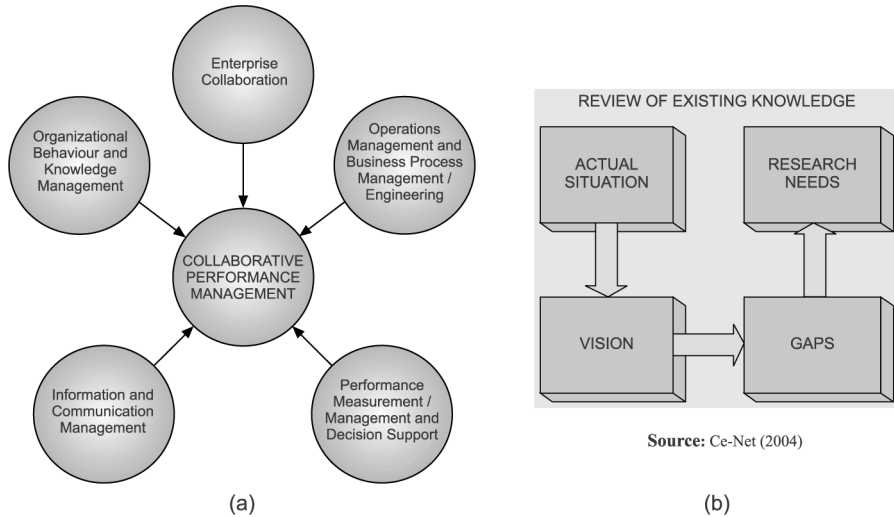 Enterprise
Collaboration
Organizational
Behaviour and
Knowledge
Management
Operations
Management and
Business Process
Management /
Engineering
COLLABORATIVE
PERFORMANCE
MANAGEMENT
Information and
Communication
Management
Performance
Measurement /
Management and
Decision Support
(a)
REVIEW OF EXISTING KNOWLEDGE
ACTUAL
SITUATION
RESEARCH
NEEDS
VISION
GAPS
Source: Ce-Net (2004)
(b)